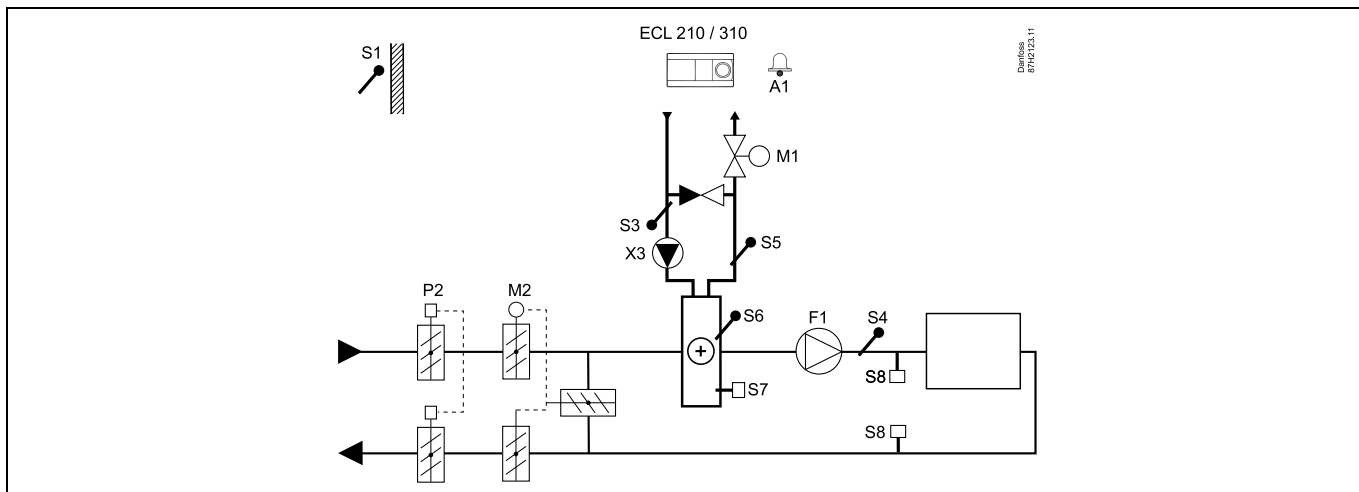 ECL 210 / 310
S1
A1
Danfoss
87H2123.11
M1
S3
S5
X3
P2
M2
S6
F1
S4
S8
S7
S8